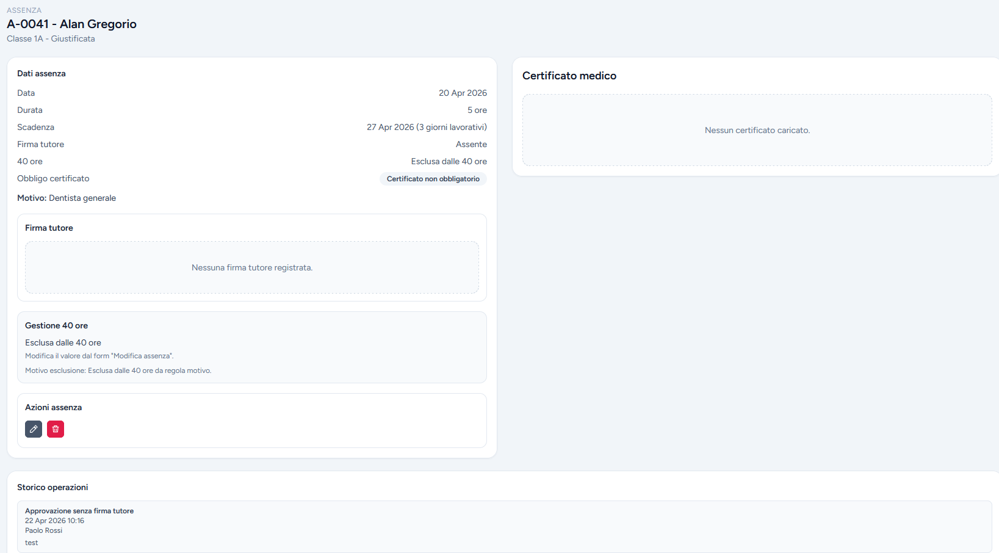 ASSENZA
A-0041 - Alan Gregorio
Classe 1A - Giustificata
Dati assenza
Data 20 Apr 2026
Durata 5 ore
Scadenza 27 Apr 2026 (3 giorni lavorativi)
Firma tutore Assente
40 ore Esclusa dalle 40 ore
Obbligo certificato Certificato non obbligatorio
Motivo: Dentista generale
Firma tutore
Nessuna firma tutore registrata.
Gestione 40 ore
Esclusa dalle 40 ore
Modifica il valore dal form "Modifica assenza".
Motivo esclusione: Esclusa dalle 40 ore da regola motivo.
Azioni assenza
Certificato medico
Nessun certificato caricato.
Storico operazioni
Approvazione senza firma tutore
22 Apr 2026 10:16
Paolo Rossi
test